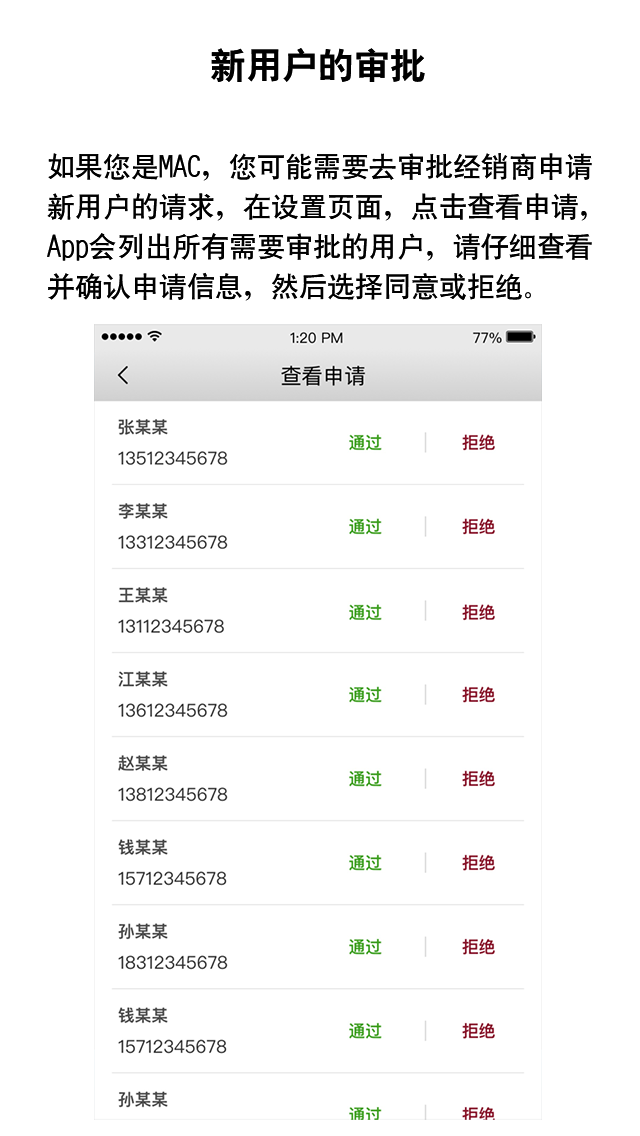 新用户的审批
如果您是MAC，您可能需要去审批经销商申请
新用户的请求，在设置页面，点击查看申请，
App会列出所有需要审批的用户，请仔细查看
并确认申请信息，然后选择同意或拒绝。
1:20 PM 77%
查看申请
张某某
13512345678 通过 拒绝
李某某
13312345678 通过 拒绝
王某某
13112345678 通过 拒绝
江某某
13612345678 通过 拒绝
赵某某
13812345678 通过 拒绝
钱某某
15712345678 通过 拒绝
孙某某
18312345678 通过 拒绝
钱某某
15712345678 通过 拒绝
孙某某
通过 拒绝